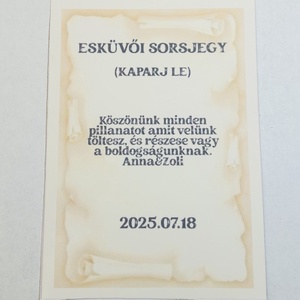 ESKÜVŐI SORSJEGY
(KAPARJ LE)
Köszönünk minden
pillanatot amit velünk
töltesz, és részese vagy
a boldogságunknak.
Anna&Zoli
2025.07.18